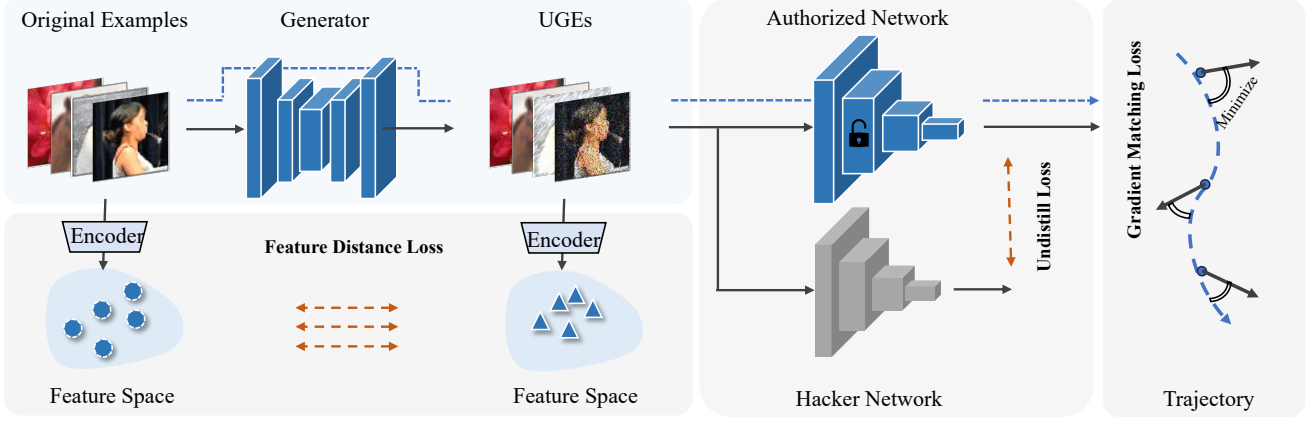 Original Examples
Generator
UGEs
Authorized Network
Gradient Matching Loss
Minimize
Encoder
Encoder
Feature Distance Loss
Undistill Loss
Feature Space
Feature Space
Hacker Network
Trajectory